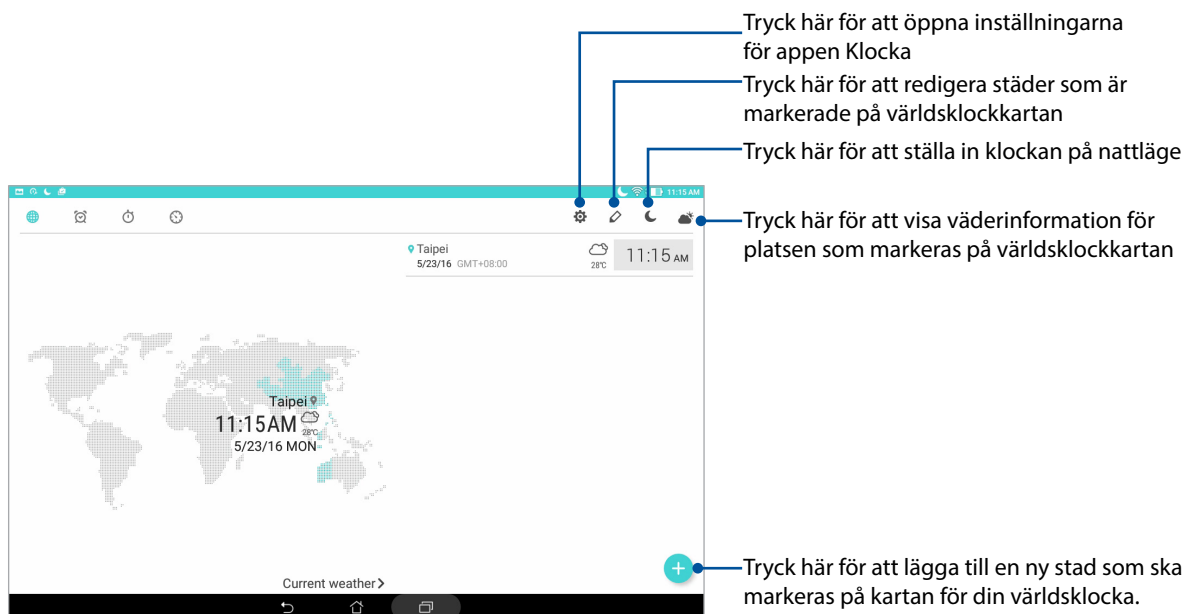 Tryck här för att öppna inställningarna
för appen Klocka
Tryck här för att redigera städer som är
markerade på världsklockkartan
Tryck här för att ställa in klockan på nattläge
11:15 AM
Tryck här för att visa väderinformation för
platsen som markeras på världsklockkartan
Taipei
5/23/16 GMT+08:00
28°C
11:15 AM
Taipei
11:15AM
28°C
5/23/16 MON
Current weather
Tryck här för att lägga till en ny stad som ska
markeras på kartan för din världsklocka.